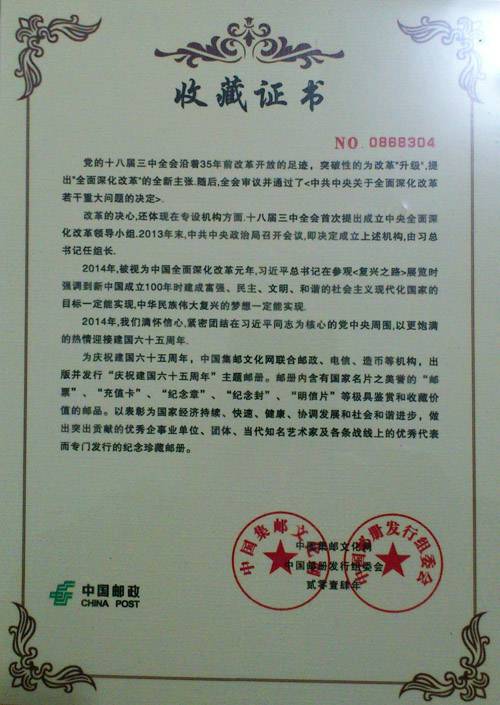 收藏证书
NO.0868304
党的十八届三中全会沿着35年前改革开放的足迹，突破性的为改革"升级",提
出"全面深化改革"的全新主张.随后,全会审议并通过了<中共中央关于全面深化改革
若干重大问题的决定>.
改革的决心,还体现在专设机构方面.十八届三中全会首次提出成立中央全面深
化改革领导小组.2013年末,中共中央政治局召开会议,即决定成立上述机构,由习总
书记任组长.
2014年,被视为中国全面深化改革元年,习近平总书记在参观<复兴之路>展览时
强调到新中国成立100年时建成富强、民主、文明、和谐的社会主义现代化国家的
目标一定能实现,中华民族伟大复兴的梦想一定能实现.
2014年,我们满怀信心,紧密团结在习近平同志为核心的党中央周围,以更饱满
的热情迎接建国六十五周年.
为庆祝建国六十五周年，中国集邮文化网联合邮政、电信、造币等机构，出
版并发行"庆祝建国六十五周年"主题邮册。邮册内含有国家名片之美誉的"邮
票"、"充值卡"、"纪念章"、"纪念封"、"明信片"等极具鉴赏和收藏价
值的邮品。以表彰为国家经济持续、快速、健康、协调发展和社会和谐进步，做
出突出贡献的优秀企事业单位、团体、当代知名艺术家及各条战线上的优秀代表
而专门发行的纪念珍藏邮册。
中国集邮文化网
中国邮册发行组委会
中国集邮文化网
中国邮册发行组委会
贰零壹肆年
中国邮政
CHINA POST